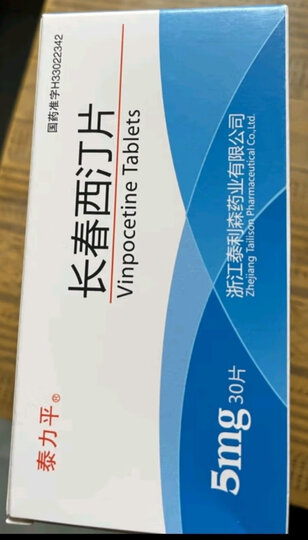 国药准字H33022342
长春西汀片
Vinpocetine Tablets
泰力平®
浙江泰利森药业有限公司
Zhejiang Tailison Pharmaceutical Co.,Ltd.
5mg 30片